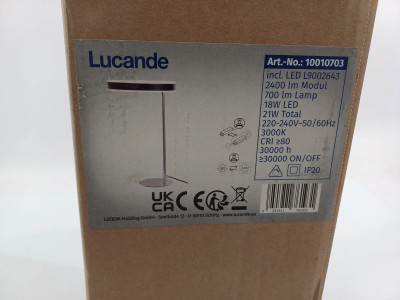 Lucande
Art.-No.: 10010703
incl. LED L9002643
2400 lm Modul
700 lm Lamp
18W LED
21W Total
220-240V~50/60Hz
3000K
CRI ≥80
30000 h
≥30000 ON/OFF
IP20
UK
CA
CE